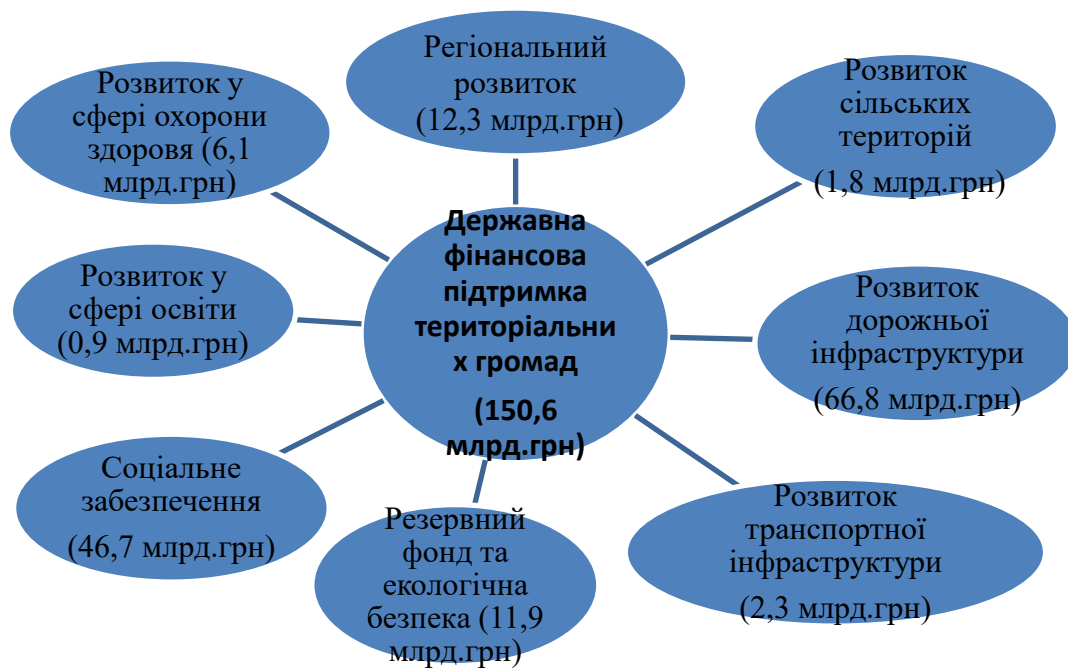 Регіональний
розвиток
(12,3 млрд.грн)
Розвиток
сільських
територій
(1,8 млрд.грн)
Розвиток
дорожньої
інфраструктури
(66,8 млрд.грн)
Розвиток
транспортної
інфраструктури
(2,3 млрд.грн)
Резервний
фонд та
екологічна
безпека (11,9
млрд.грн)
Соціальне
забезпечення
(46,7 млрд.грн)
Розвиток у
сфері освіти
(0,9 млрд.грн)
Розвиток у
сфері охорони
здоровя (6,1
млрд.грн)
Державна
фінансова
підтримка
територіальни
х громад
(150,6
млрд.грн)